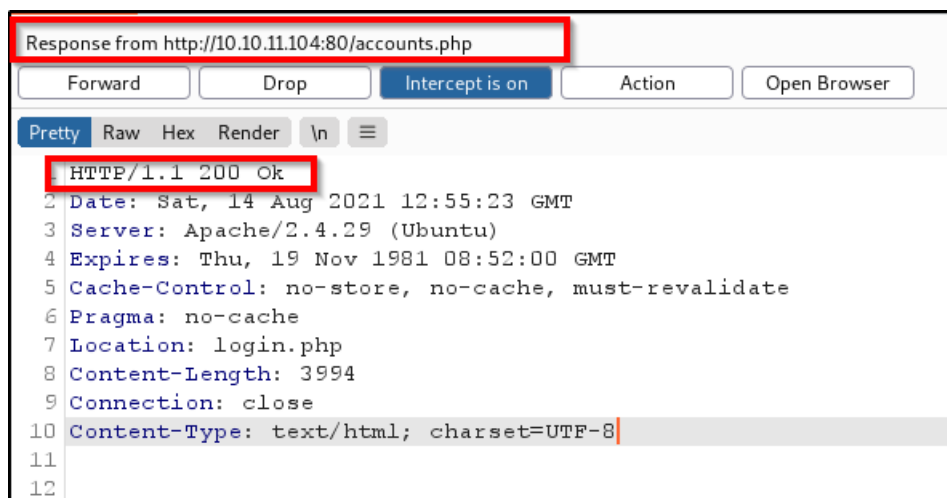 Response from http://10.10.11.104:80/accounts.php
Forward Drop Intercept is on Action Open Browser
Pretty Raw Hex Render \n ≡
1 HTTP/1.1 200 Ok
2 Date: Sat, 14 Aug 2021 12:55:23 GMT
3 Server: Apache/2.4.29 (Ubuntu)
4 Expires: Thu, 19 Nov 1981 08:52:00 GMT
5 Cache-Control: no-store, no-cache, must-revalidate
6 Pragma: no-cache
7 Location: login.php
8 Content-Length: 3994
9 Connection: close
10 Content-Type: text/html; charset=UTF-8
11
12